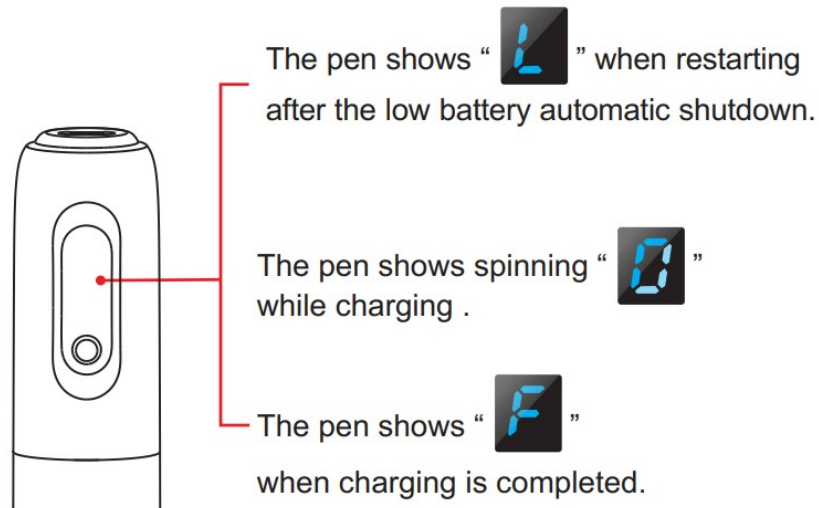 The pen shows “ L ” when restarting
after the low battery automatic shutdown.
The pen shows spinning “ 0 ”
while charging .
The pen shows “ F ”
when charging is completed.